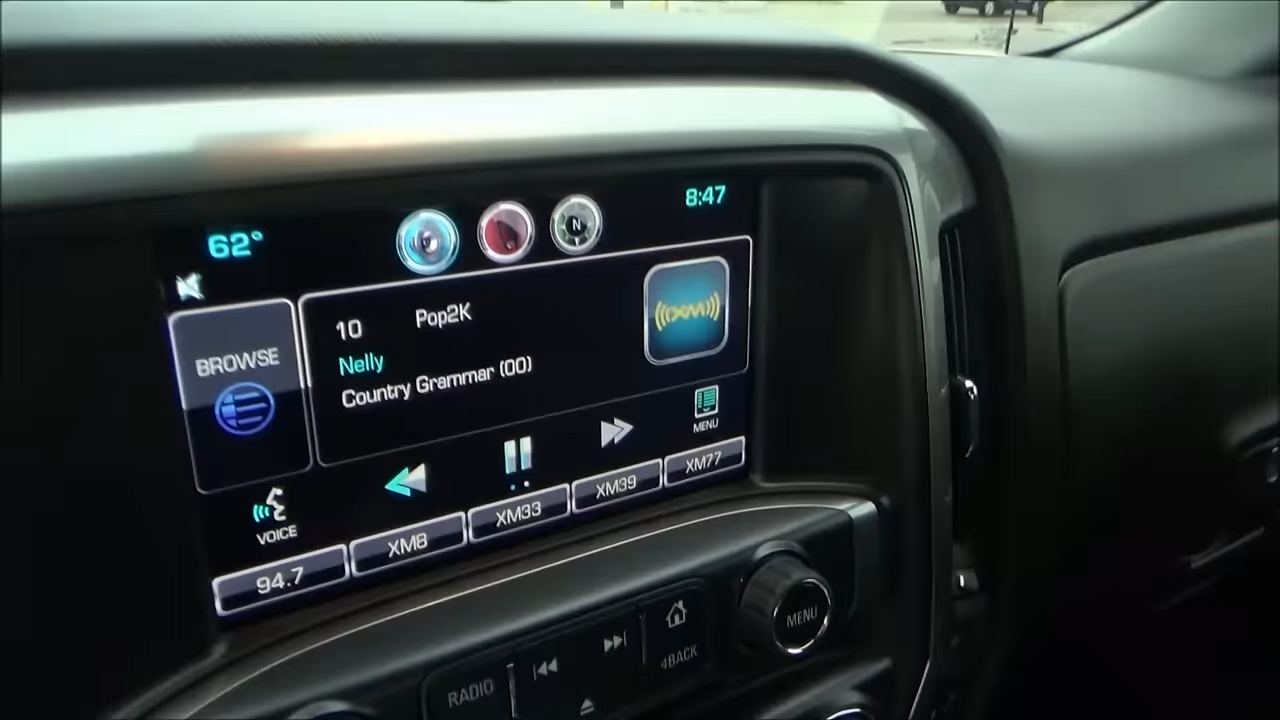 62°
N
8:47
BROWSE
10 Pop2K
Nelly
Country Grammar (00)
XM
MENU
VOICE
94.7
XM8
XM33
XM39
XM77
RADIO
BACK
MENU